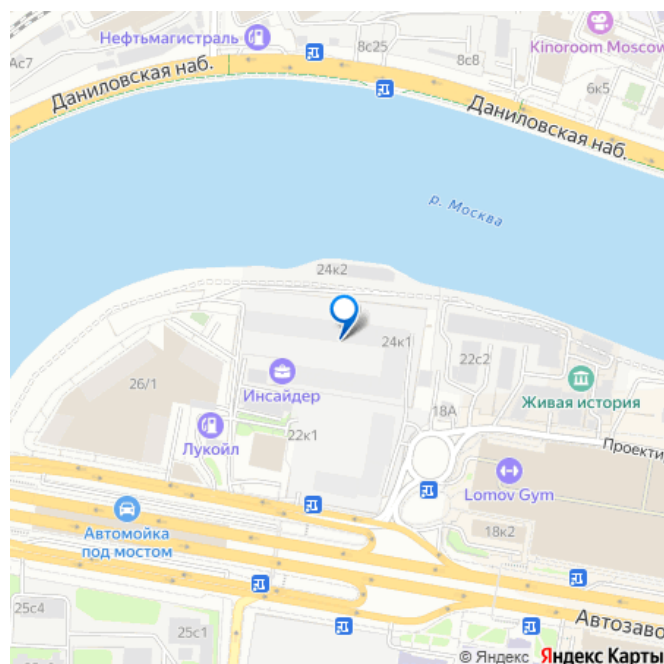 Нефтьмагистраль
8с25
Kinoroom Moscow
Ас7
8с8
6к5
Даниловская наб.
Даниловская наб.
р. Москва
24к2
24к1
22с2
26/1
Инсайдер
Живая история
18А
Лукойл
22к1
Проекти
Lomov Gym
Автомойка
под мостом
18к2
25с4
25с1
Автозаво
© Яндекс Яндекс Карты